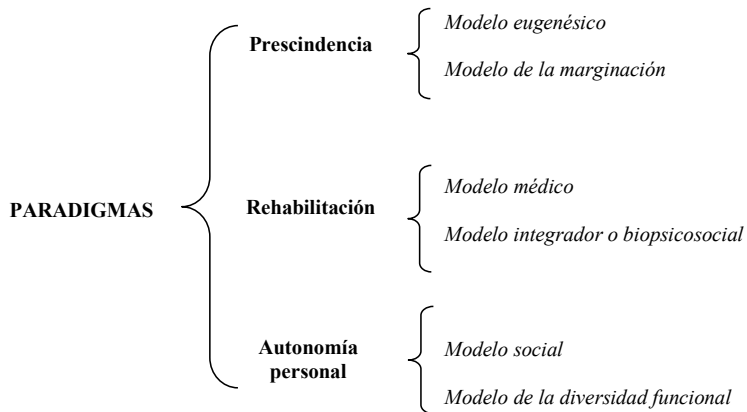 PARADIGMAS
Prescindencia
Modelo eugenésico
Modelo de la marginación
Rehabilitación
Modelo médico
Modelo integrador o biopsicosocial
Autonomía
personal
Modelo social
Modelo de la diversidad funcional